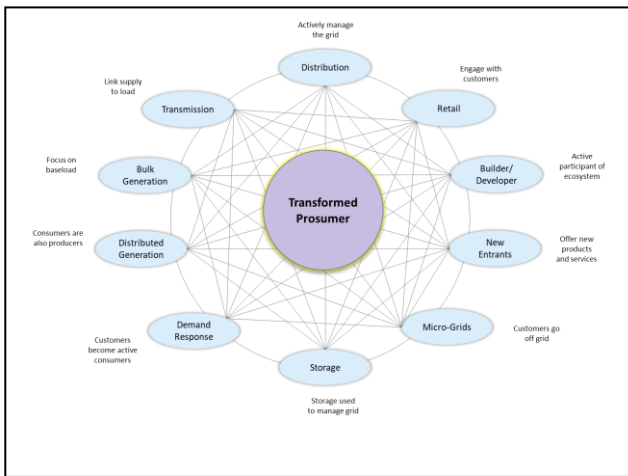 Actively manage
the grid
Distribution
Engage with
customers
Retail
Link supply
to load
Transmission
Focus on
baseload
Bulk
Generation
Builder/
Developer
Active
participant of
ecosystem
Transformed
Prosumer
Consumers are
also producers
Distributed
Generation
New
Entrants
Offer new
products
and services
Customers
become active
consumers
Demand
Response
Micro-Grids
Customers go
off grid
Storage
Storage used
to manage grid